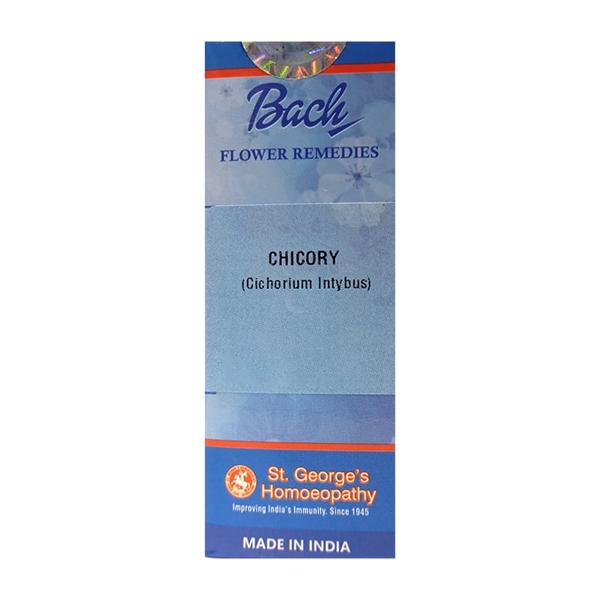 Bach
FLOWER REMEDIES
CHICORY
(Cichorium Intybus)
St. George's
Homoeopathy
Improving India's Immunity. Since 1945
MADE IN INDIA